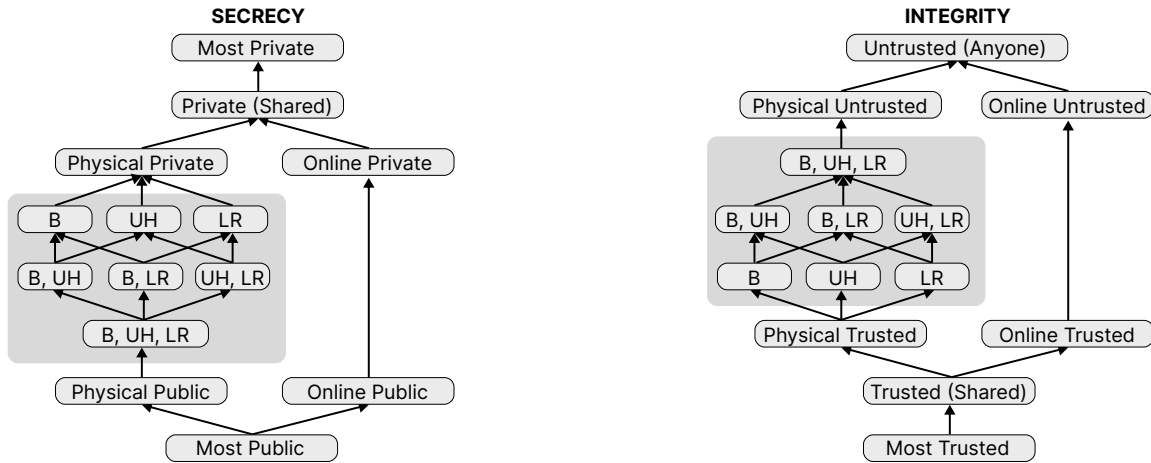 SECRECY
Most Private
Private (Shared)
Physical Private
Online Private
B
UH
LR
B, UH
B, LR
UH, LR
B, UH, LR
Physical Public
Online Public
Most Public
INTEGRITY
Untrusted (Anyone)
Physical Untrusted
Online Untrusted
B, UH, LR
B, UH
B, LR
UH, LR
B
UH
LR
Physical Trusted
Online Trusted
Trusted (Shared)
Most Trusted